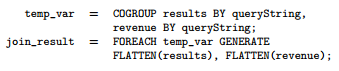 temp_var = COGROUP results BY queryString,
revenue BY queryString;
join_result = FOREACH temp_var GENERATE
FLATTEN(results), FLATTEN(revenue);